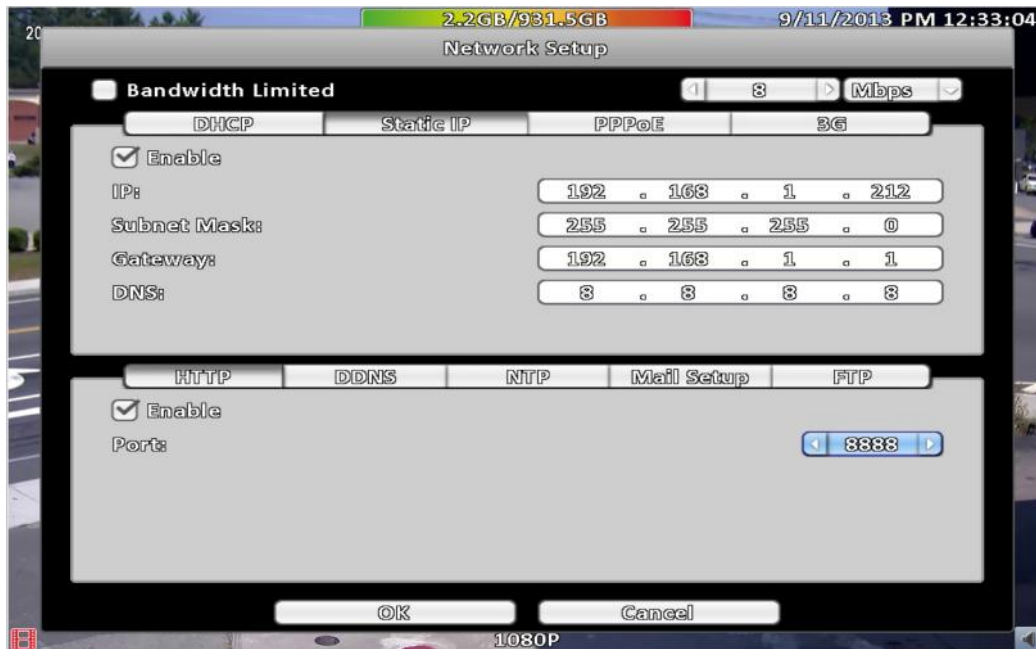 20
2.2GB/931.5GB
9/11/2013 PM 12:33:04
Network Setup
Bandwidth Limited 8 Mbps
DHCP Static IP PPPoE 3G
Enable
IP: 192 . 168 . 1 . 212
Subnet Mask: 255 . 255 . 255 . 0
Gateway: 192 . 168 . 1 . 1
DNS: 8 . 8 . 8 . 8
HTTP DDNS NTP Mail Setup FTP
Enable
Port: 8888
OK Cancel
1080P